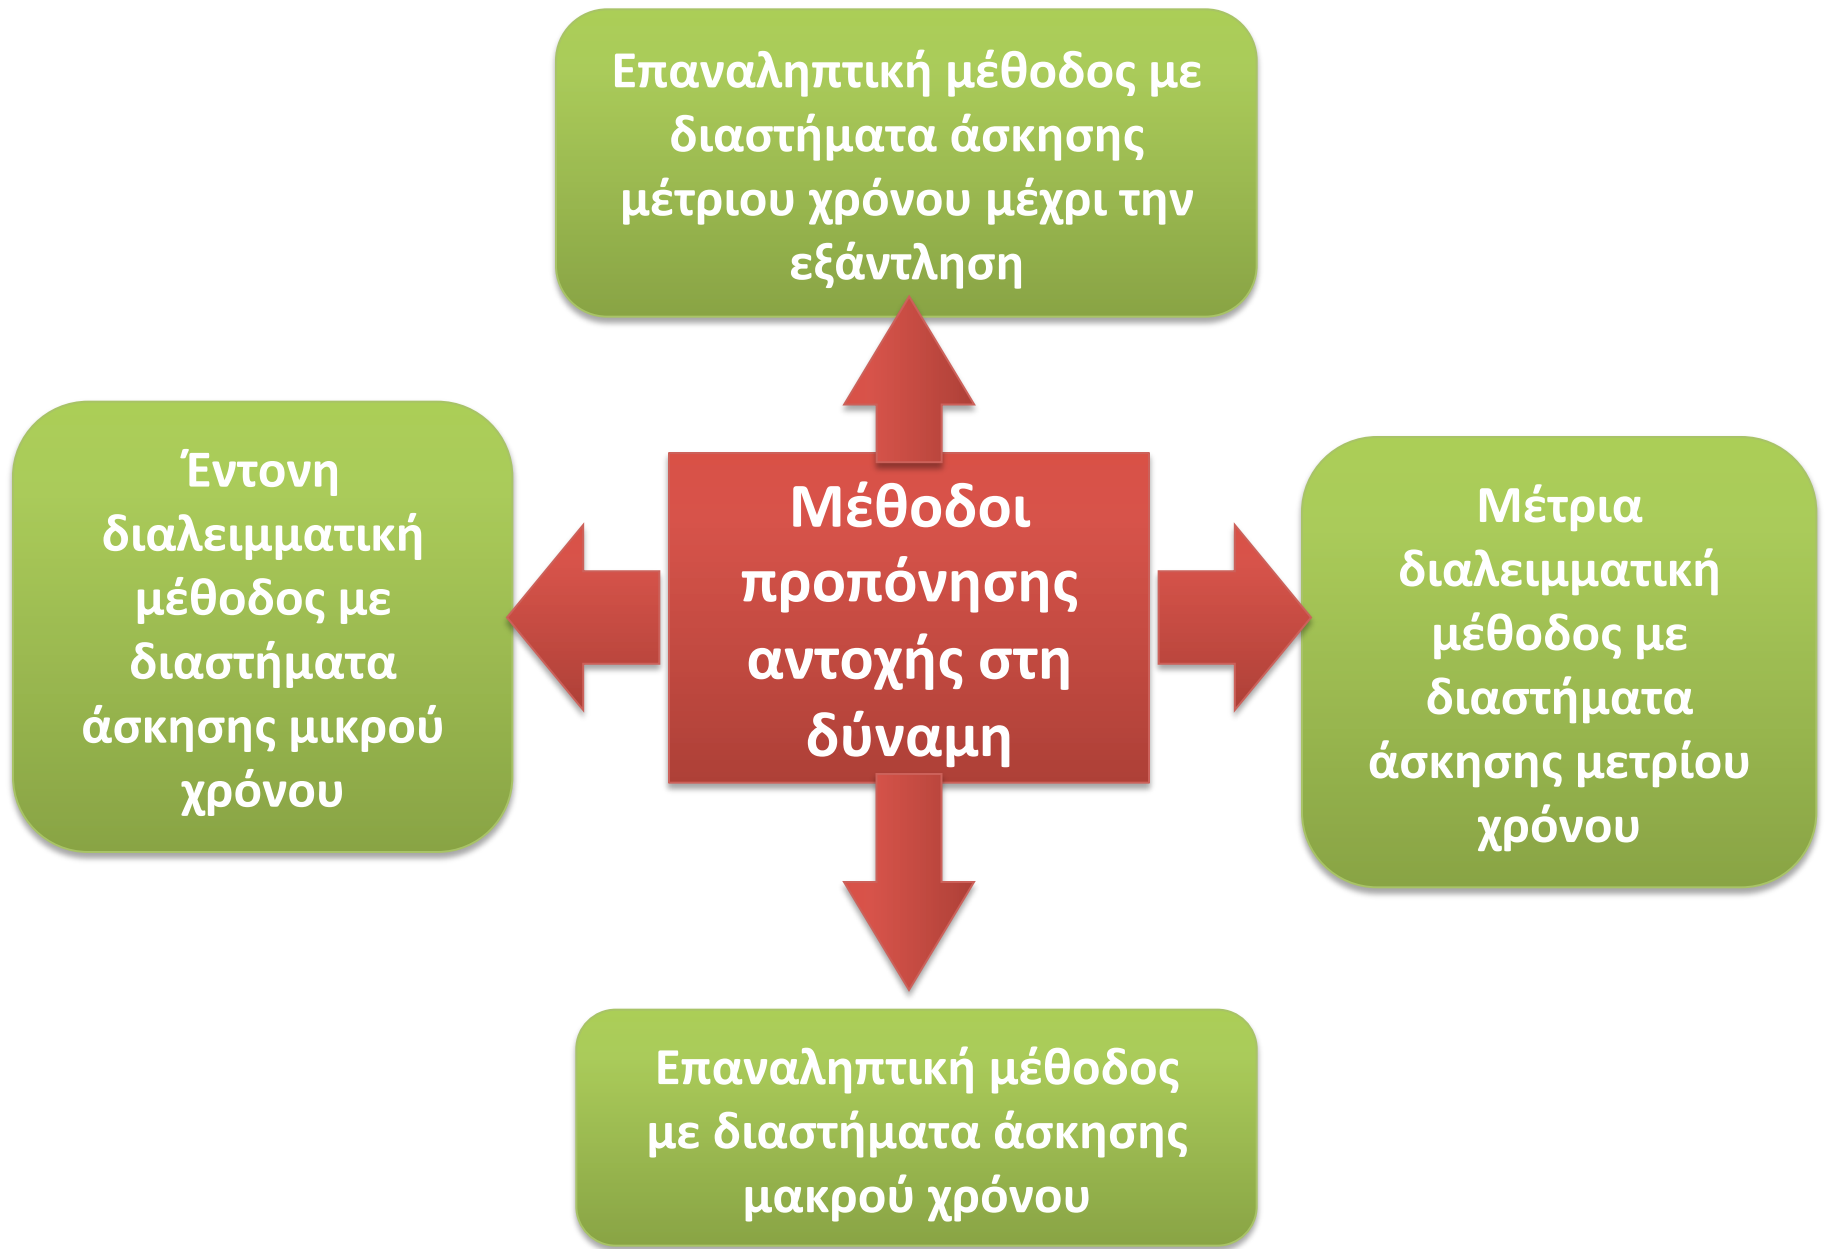 Επαναληπτική μέθοδος με
διαστήματα άσκησης
μέτριου χρόνου μέχρι την
εξάντληση
Έντονη
διαλειμματική
μέθοδος με
διαστήματα
άσκησης μικρού
χρόνου
Μέθοδοι
προπόνησης
αντοχής στη
δύναμη
Μέτρια
διαλειμματική
μέθοδος με
διαστήματα
άσκησης μετρίου
χρόνου
Επαναληπτική μέθοδος
με διαστήματα άσκησης
μακρού χρόνου